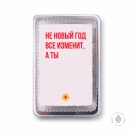 НЕ НОВЫЙ ГОД
ВСЕ ИЗМЕНИТ,
А ТЫ